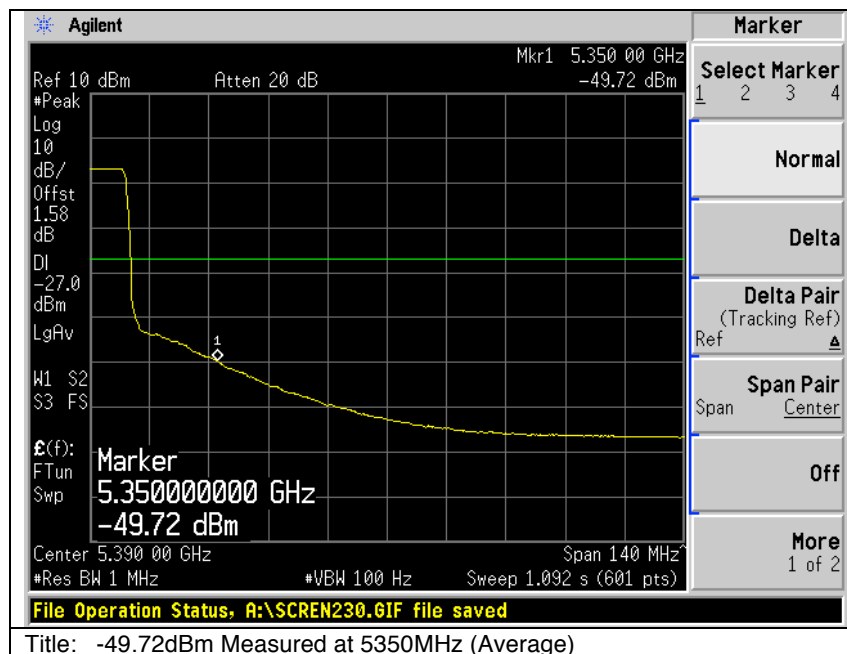 Agilent
Marker
Mkr1 5.350 00 GHz
Ref 10 dBm Atten 20 dB -49.72 dBm
#Peak
Log
10
dB/
Offst
1.58
dB
DI
-27.0
dBm
LgAv
W1 S2
S3 FS
£(f):
FTun
Swp
1
Marker
5.350000000 GHz
-49.72 dBm
Center 5.390 00 GHz Span 140 MHz^
#Res BW 1 MHz #VBW 100 Hz Sweep 1.092 s (601 pts)
Select Marker
1 2 3 4
Normal
Delta
Delta Pair
(Tracking Ref)
Ref Δ
Span Pair
Span Center
Off
More
1 of 2
File Operation Status, A:\SCREN230.GIF file saved
Title: -49.72dBm Measured at 5350MHz (Average)